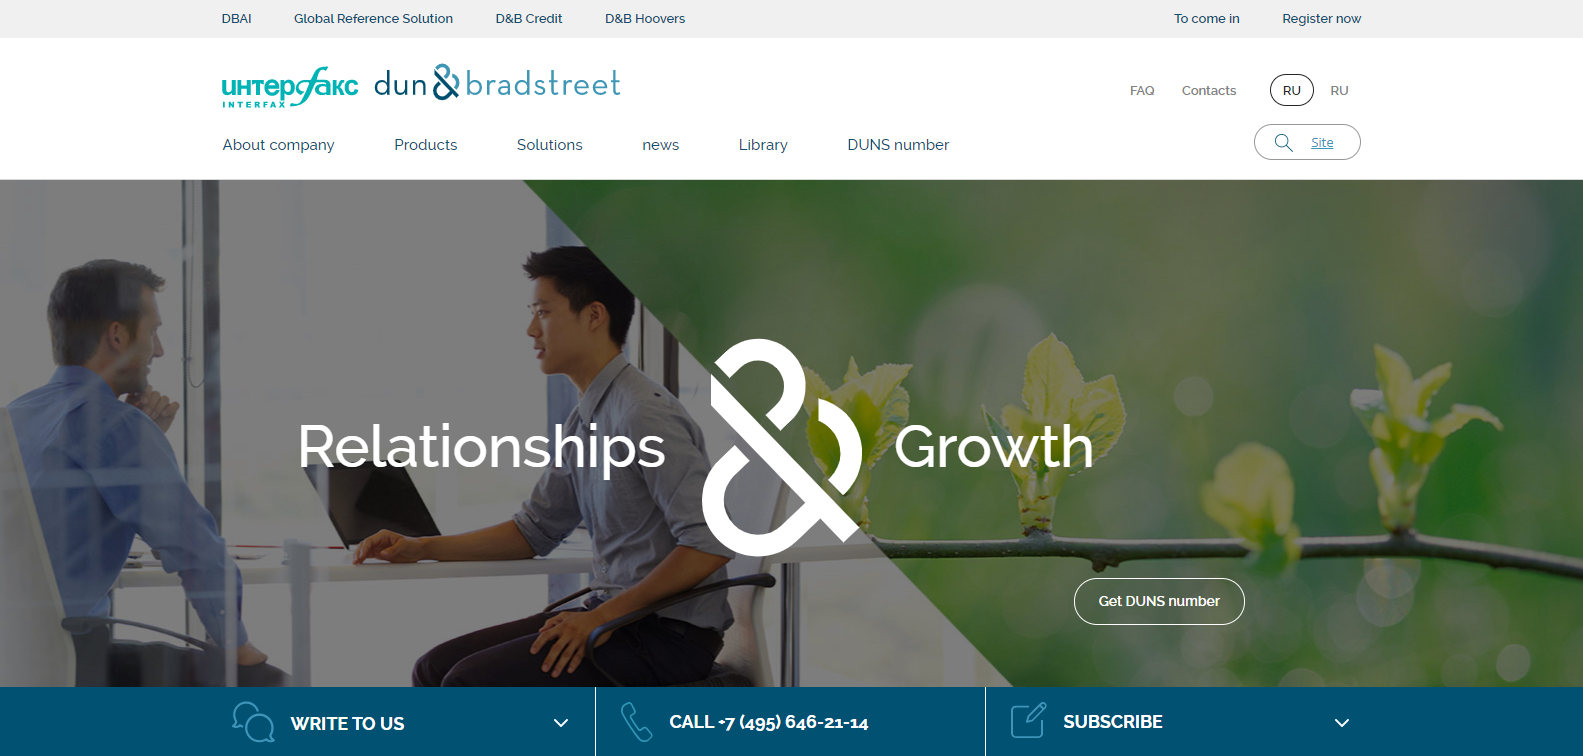 DBAI Global Reference Solution D&B Credit D&B Hoovers To come in Register now
интерфакс dun & bradstreet
INTERFAX
FAQ Contacts RU RU
About company Products Solutions news Library DUNS number
Site
Relationships & Growth
Get DUNS number
WRITE TO US CALL +7 (495) 646-21-14 SUBSCRIBE